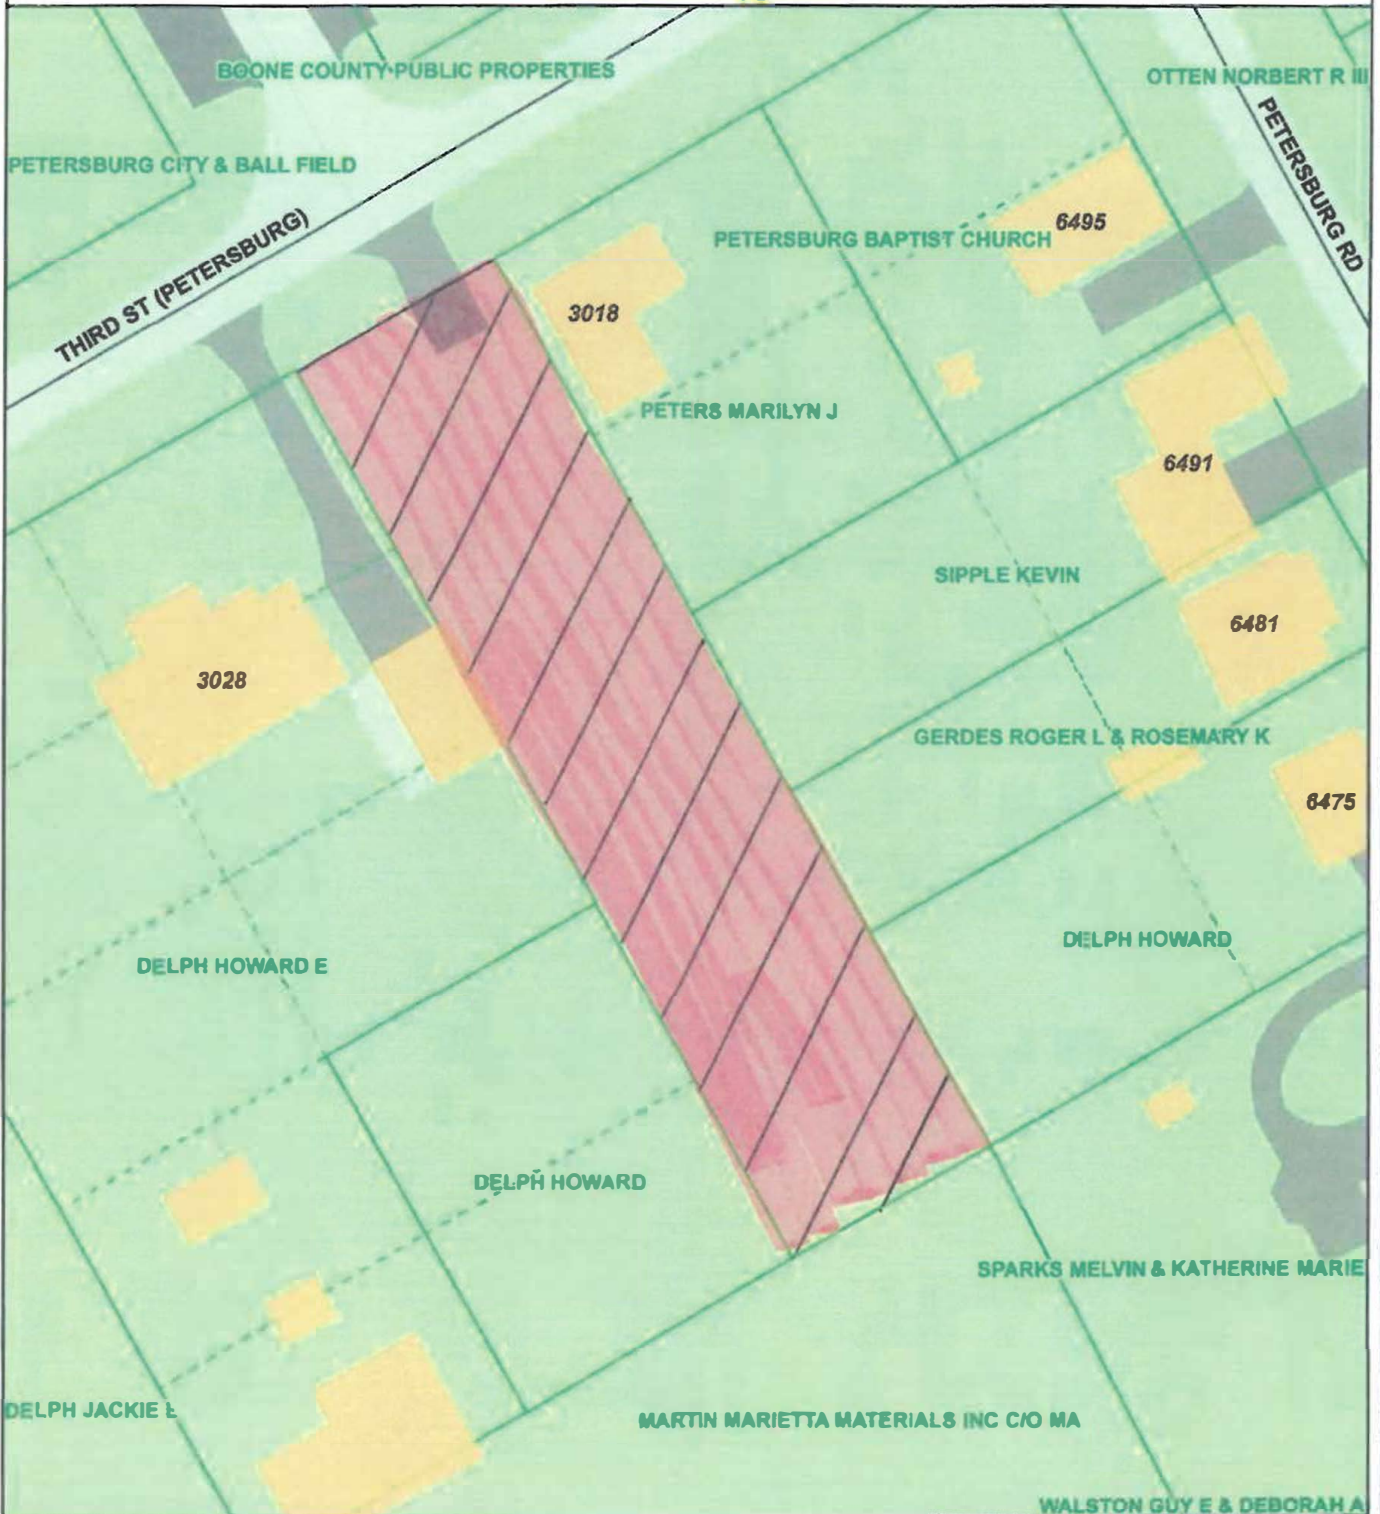 BOONE COUNTY PUBLIC PROPERTIES
OTTEN NORBERT R III
PETERSBURG CITY & BALL FIELD
PETERSBURG RD
THIRD ST (PETERSBURG)
PETERSBURG BAPTIST CHURCH
6495
3018
PETERS MARILYN J
6491
SIPPLE KEVIN
6481
3028
GERDES ROGER L & ROSEMARY K
6475
DELPH HOWARD
DELPH HOWARD E
DELPH HOWARD
SPARKS MELVIN & KATHERINE MARIE
DELPH JACKIE L
MARTIN MARIETTA MATERIALS INC C/O MA
WALSTON GUY E & DEBORAH A